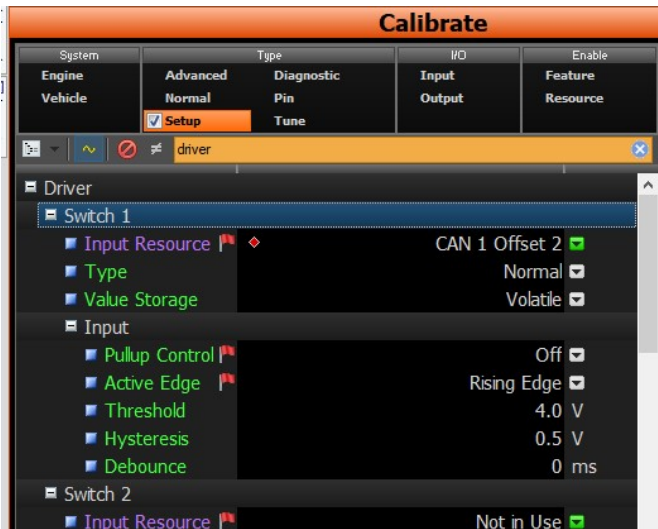 Calibrate
System Type I/O Enable
Engine Advanced Diagnostic Input Feature
Vehicle Normal Pin Output Resource
Setup Tune
≠ driver
Driver
Switch 1
Input Resource CAN 1 Offset 2
Type Normal
Value Storage Volatile
Input
Pullup Control Off
Active Edge Rising Edge
Threshold 4.0 V
Hysteresis 0.5 V
Debounce 0 ms
Switch 2
Input Resource Not in Use